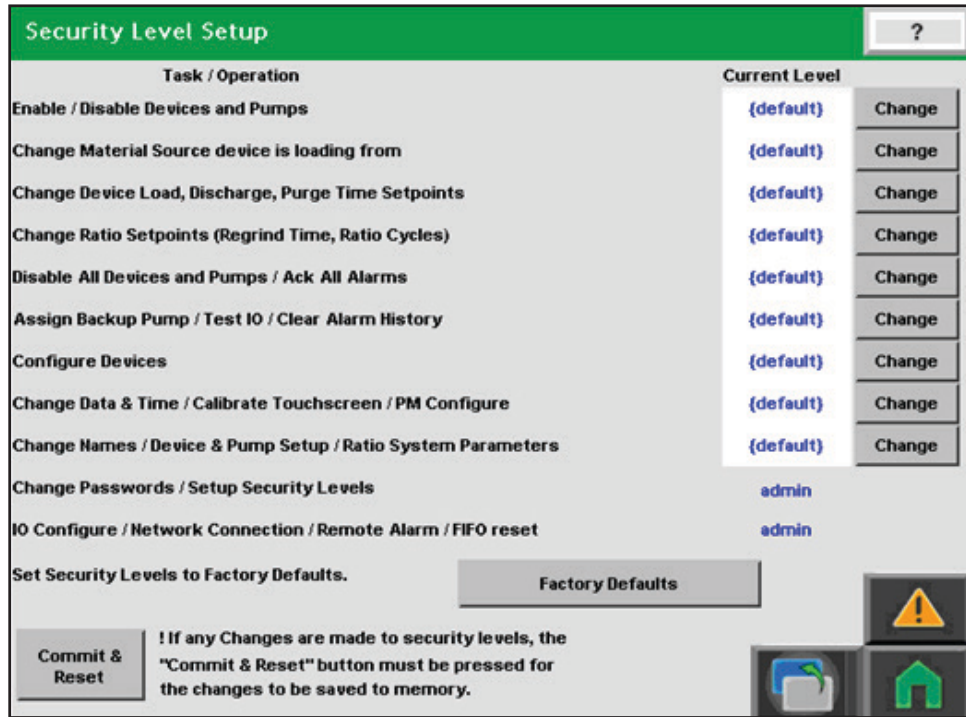 Security Level Setup ?
Task / Operation Current Level
Enable / Disable Devices and Pumps {default} Change
Change Material Source device is loading from {default} Change
Change Device Load, Discharge, Purge Time Setpoints {default} Change
Change Ratio Setpoints (Regrind Time, Ratio Cycles) {default} Change
Disable All Devices and Pumps / Ack All Alarms {default} Change
Assign Backup Pump / Test IO / Clear Alarm History {default} Change
Configure Devices {default} Change
Change Data & Time / Calibrate Touchscreen / PM Configure {default} Change
Change Names / Device & Pump Setup / Ratio System Parameters {default} Change
Change Passwords / Setup Security Levels admin
IO Configure / Network Connection / Remote Alarm / FIFO reset admin
Set Security Levels to Factory Defaults. Factory Defaults
Commit &
Reset
! If any Changes are made to security levels, the
"Commit & Reset" button must be pressed for
the changes to be saved to memory.